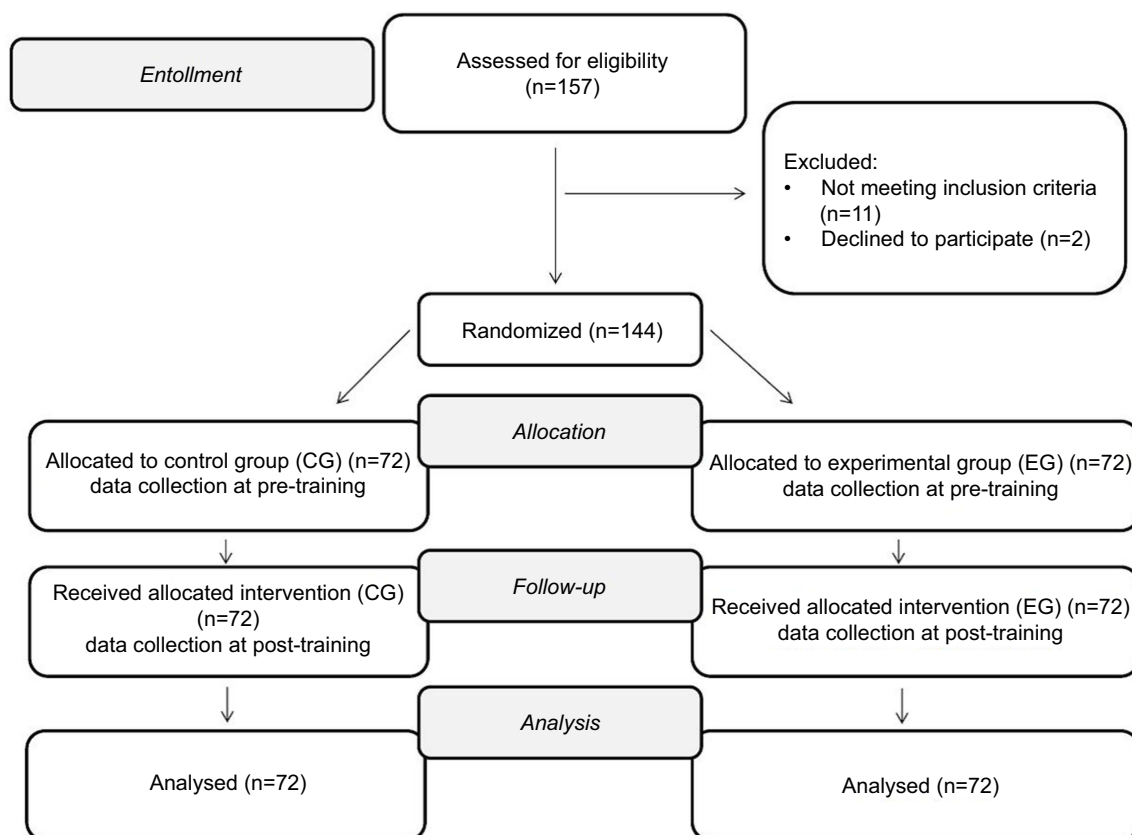 Entollment
Assessed for eligibility
(n=157)
Excluded:
• Not meeting inclusion criteria
(n=11)
• Declined to participate (n=2)
Randomized (n=144)
Allocation
Allocated to control group (CG) (n=72)
data collection at pre-training
Allocated to experimental group (EG) (n=72)
data collection at pre-training
Follow-up
Received allocated intervention (CG)
(n=72)
data collection at post-training
Received allocated intervention (EG) (n=72)
data collection at post-training
Analysis
Analysed (n=72)
Analysed (n=72)